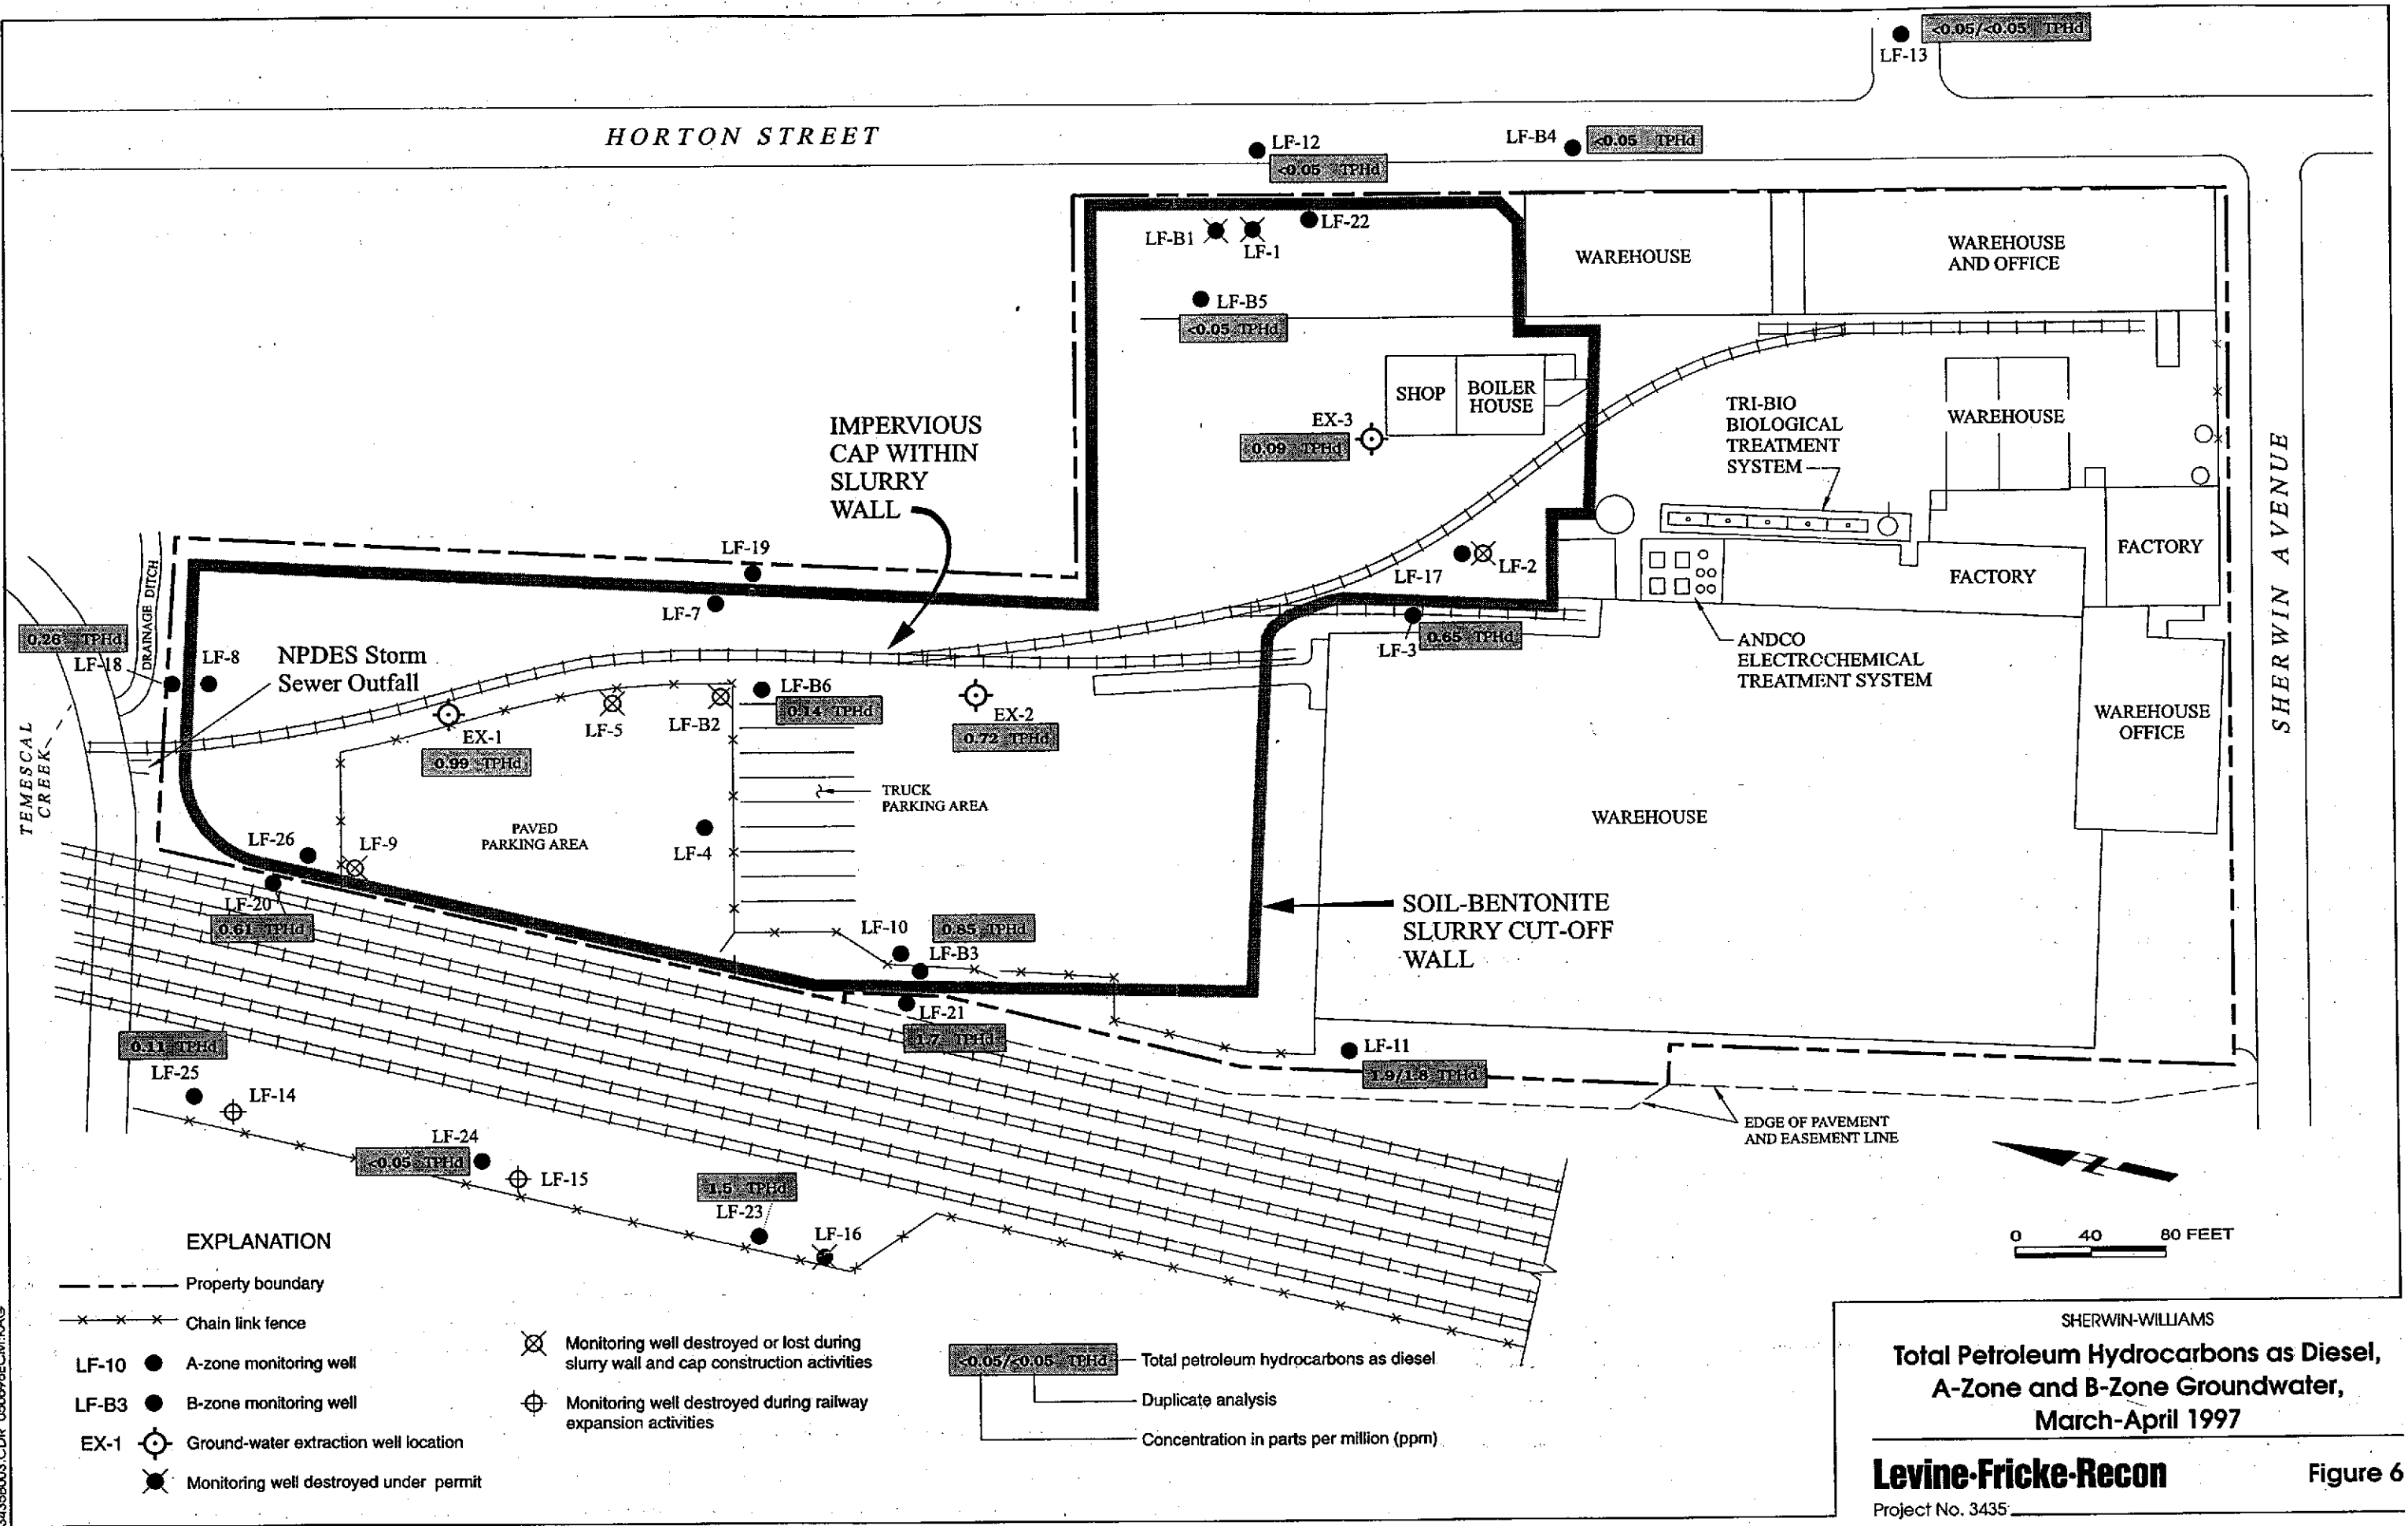 <0.05/<0.05 TPHd
LF-13
HORTON STREET
LF-12
<0.05 TPHd
LF-B4
<0.05 TPHd
LF-B1
LF-1
LF-22
LF-B5
<0.05 TPHd
WAREHOUSE
WAREHOUSE
AND OFFICE
SHOP
BOILER
HOUSE
EX-3
0.09 TPHd
IMPERVIOUS
CAP WITHIN
SLURRY
WALL
TRI-BIO
BIOLOGICAL
TREATMENT
SYSTEM
WAREHOUSE
SHERWIN AVENUE
FACTORY
FACTORY
LF-19
LF-7
LF-17
LF-2
LF-3
0.65 TPHd
ANDCO
ELECTROCHEMICAL
TREATMENT SYSTEM
WAREHOUSE
OFFICE
DRAINAGE DITCH
0.26 TPHd
LF-18
LF-8
NPDES Storm
Sewer Outfall
TEMESCAL
CREEK
EX-1
0.99 TPHd
LF-5
LF-B2
LF-B6
0.14 TPHd
EX-2
0.72 TPHd
TRUCK
PARKING AREA
PAVED
PARKING AREA
LF-4
WAREHOUSE
LF-26
LF-9
LF-20
0.61 TPHd
LF-10
0.85 TPHd
LF-B3
SOIL-BENTONITE
SLURRY CUT-OFF
WALL
LF-21
1.7 TPHd
LF-11
1.9/1.8 TPHd
EDGE OF PAVEMENT
AND EASEMENT LINE
0.11 TPHd
LF-25
LF-14
LF-24
<0.05 TPHd
LF-15
1.5 TPHd
LF-23
LF-16
0 40 80 FEET
EXPLANATION
Property boundary
Chain link fence
LF-10 A-zone monitoring well
LF-B3 B-zone monitoring well
EX-1 Ground-water extraction well location
Monitoring well destroyed under permit
Monitoring well destroyed or lost during
slurry wall and cap construction activities
Monitoring well destroyed during railway
expansion activities
<0.05/<0.05 TPHd Total petroleum hydrocarbons as diesel
Duplicate analysis
Concentration in parts per million (ppm)
SHERWIN-WILLIAMS
Total Petroleum Hydrocarbons as Diesel,
A-Zone and B-Zone Groundwater,
March-April 1997
Levine·Fricke·Recon
Figure 6
Project No. 3435